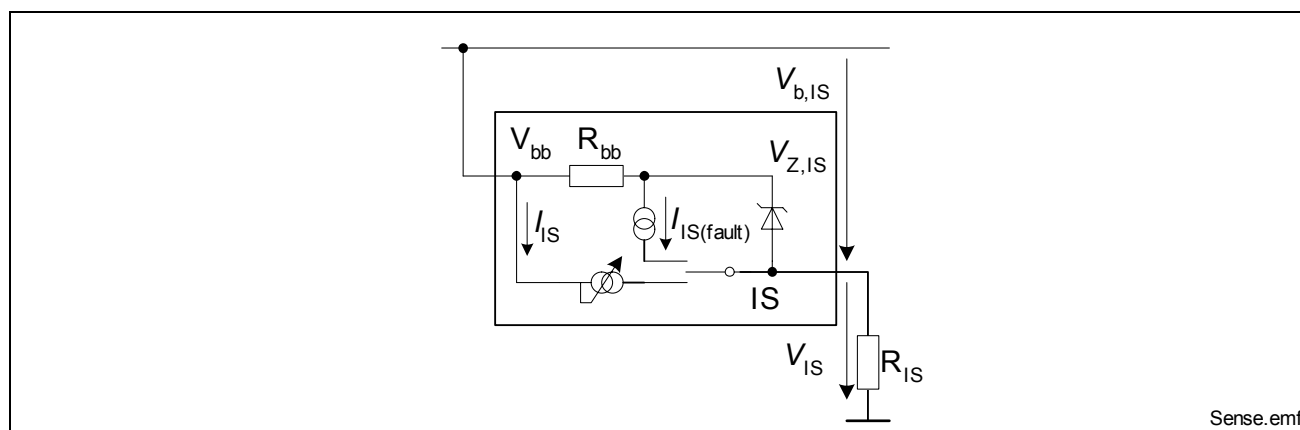 V_b,IS
V_bb R_bb V_Z,IS
I_IS I_IS(fault)
IS
V_IS R_IS
Sense.emf